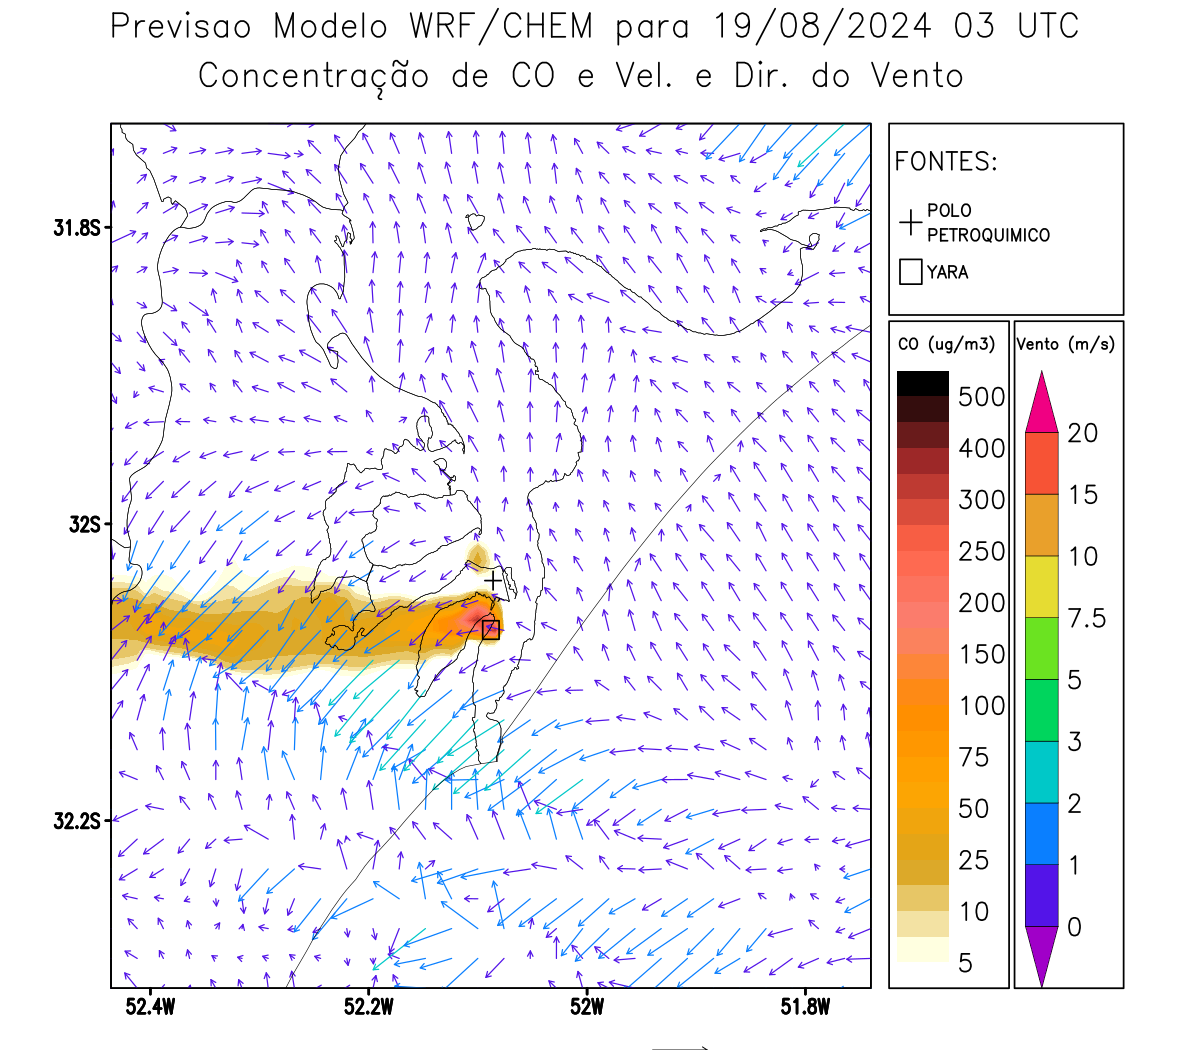 Previsao Modelo WRF/CHEM para 19/08/2024 03 UTC
Concentração de CO e Vel. e Dir. do Vento
FONTES:
POLO
PETROQUIMICO
YARA
31.8S
32S
32.2S
52.4W
52.2W
52W
51.8W
CO (ug/m3)
500
400
300
250
200
150
100
75
50
25
10
5
Vento (m/s)
20
15
10
7.5
5
3
2
1
0